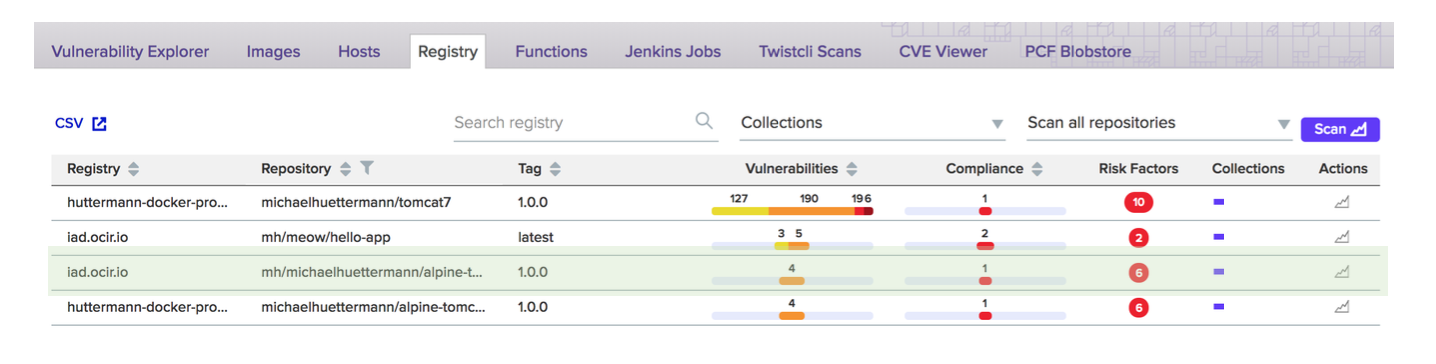 Vulnerability Explorer Images Hosts Registry Functions Jenkins Jobs Twistcli Scans CVE Viewer PCF Blobstore
CSV Search registry Collections Scan all repositories Scan
Registry Repository Tag Vulnerabilities Compliance Risk Factors Collections Actions
huttermann-docker-pro... michaelhuettermann/tomcat7 1.0.0 127 190 196 1 10
iad.ocir.io mh/meow/hello-app latest 3 5 2 2
iad.ocir.io mh/michaelhuettermann/alpine-t... 1.0.0 4 1 6
huttermann-docker-pro... michaelhuettermann/alpine-tomc... 1.0.0 4 1 6